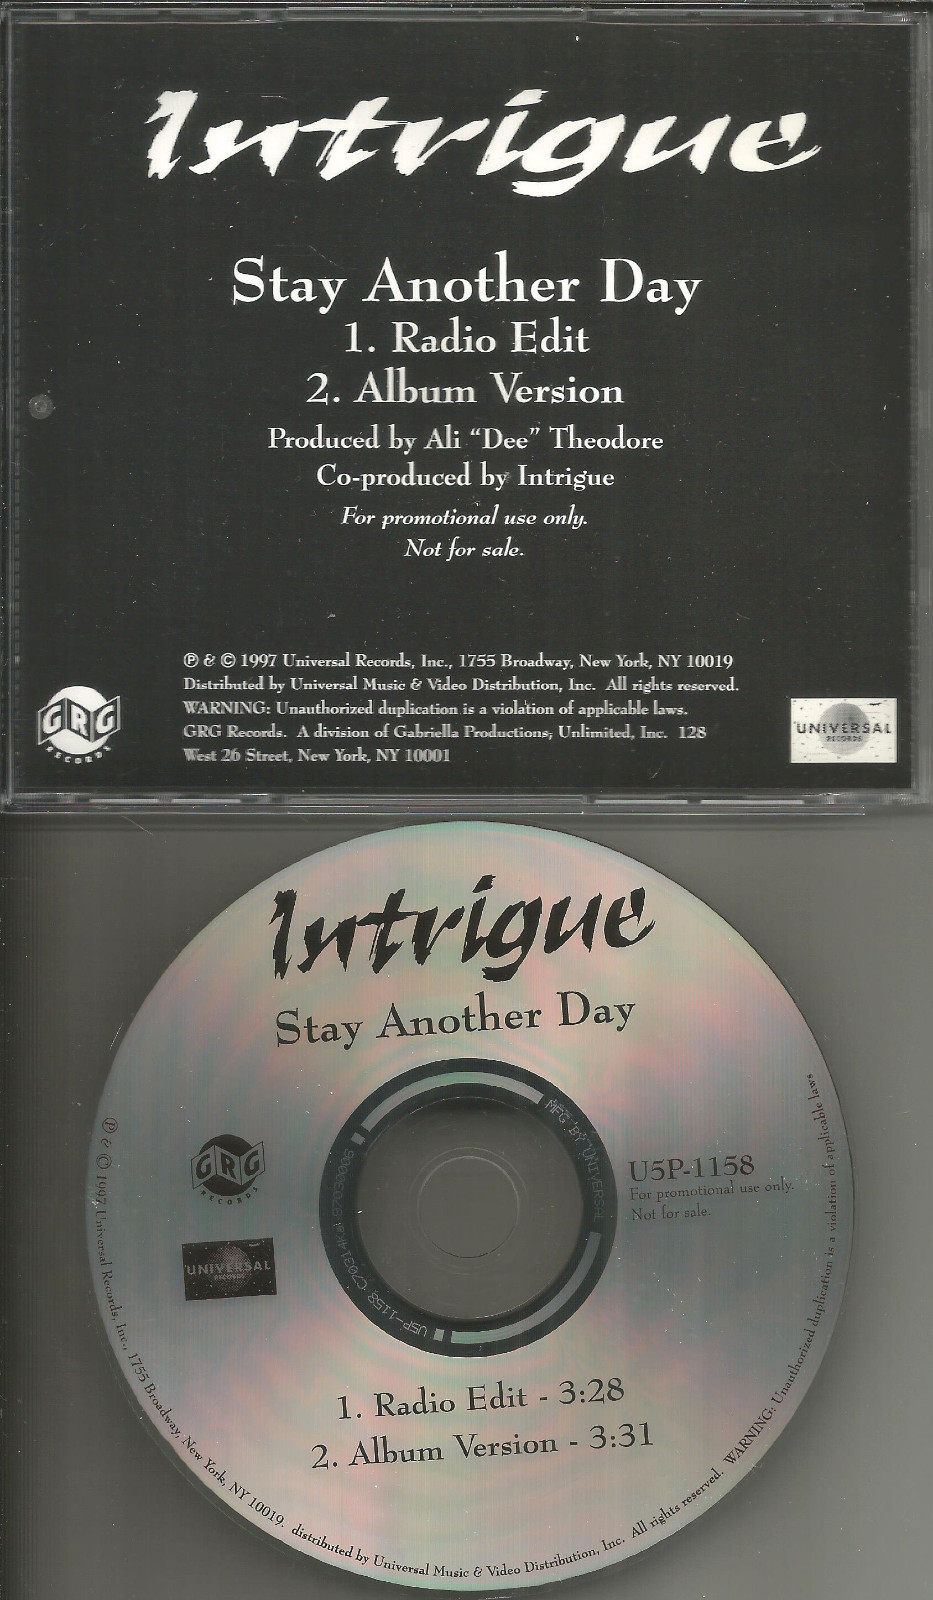 Intrigue
Stay Another Day
1. Radio Edit
2. Album Version
Produced by Ali “Dee” Theodore
Co-produced by Intrigue
For promotional use only.
Not for sale.
℗ & © 1997 Universal Records, Inc., 1755 Broadway, New York, NY 10019
Distributed by Universal Music & Video Distribution, Inc. All rights reserved.
WARNING: Unauthorized duplication is a violation of applicable laws.
GRG Records. A division of Gabriella Productions, Unlimited, Inc. 128
West 26 Street, New York, NY 10001
GRG
RECORDS
UNIVERSAL
RECORDS
Intrigue
Stay Another Day
GRG
RECORDS
UNIVERSAL
RECORDS
U5P-1158
For promotional use only.
Not for sale.
MFG BY UNIVERSAL
U5P-1158
1. Radio Edit - 3:28
2. Album Version - 3:31
℗ & © 1997 Universal Records, Inc., 1755 Broadway, New York, NY 10019. distributed by Universal Music & Video Distribution, Inc. All rights reserved. WARNING: Unauthorized duplication is a violation of applicable laws